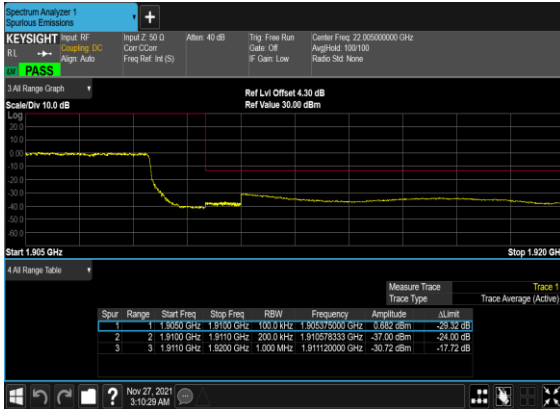 Spectrum Analyzer 1
Spurious Emissions
KEYSIGHT
RL
PASS
Input: RF
Coupling: DC
Align: Auto
Input Z: 50 Ω
Corr CCorr
Freq Ref: Int (S)
Atten: 40 dB
Trig: Free Run
Gate: Off
IF Gain: Low
Center Freq: 22.005000000 GHz
Avg|Hold: 100/100
Radio Std: None
3 All Range Graph
Scale/Div 10.0 dB
Ref Lvl Offset 4.30 dB
Ref Value 30.00 dBm
Log
20.0
10.0
0.00
-10.0
-20.0
-30.0
-40.0
-50.0
-60.0
Start 1.905 GHz
Stop 1.920 GH
4 All Range Table
Measure Trace Trace 1
Trace Type Trace Average (Active)
Spur Range Start Freq Stop Freq RBW Frequency Amplitude ΔLimit
1 1 1.9050 GHz 1.9100 GHz 100.0 kHz 1.905375000 GHz 0.682 dBm -29.32 dB
2 2 1.9100 GHz 1.9110 GHz 200.0 kHz 1.910578333 GHz -37.00 dBm -24.00 dB
3 3 1.9110 GHz 1.9200 GHz 1.000 MHz 1.911120000 GHz -30.72 dBm -17.72 dB
Nov 27, 2021
3:10:29 AM